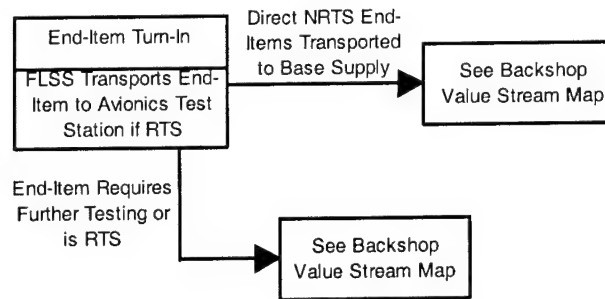 End-Item Turn-In
FLSS Transports End-
Item to Avionics Test
Station if RTS
Direct NRTS End-
Items Transported
to Base Supply
See Backshop
Value Stream Map
End-Item Requires
Further Testing or
is RTS
See Backshop
Value Stream Map